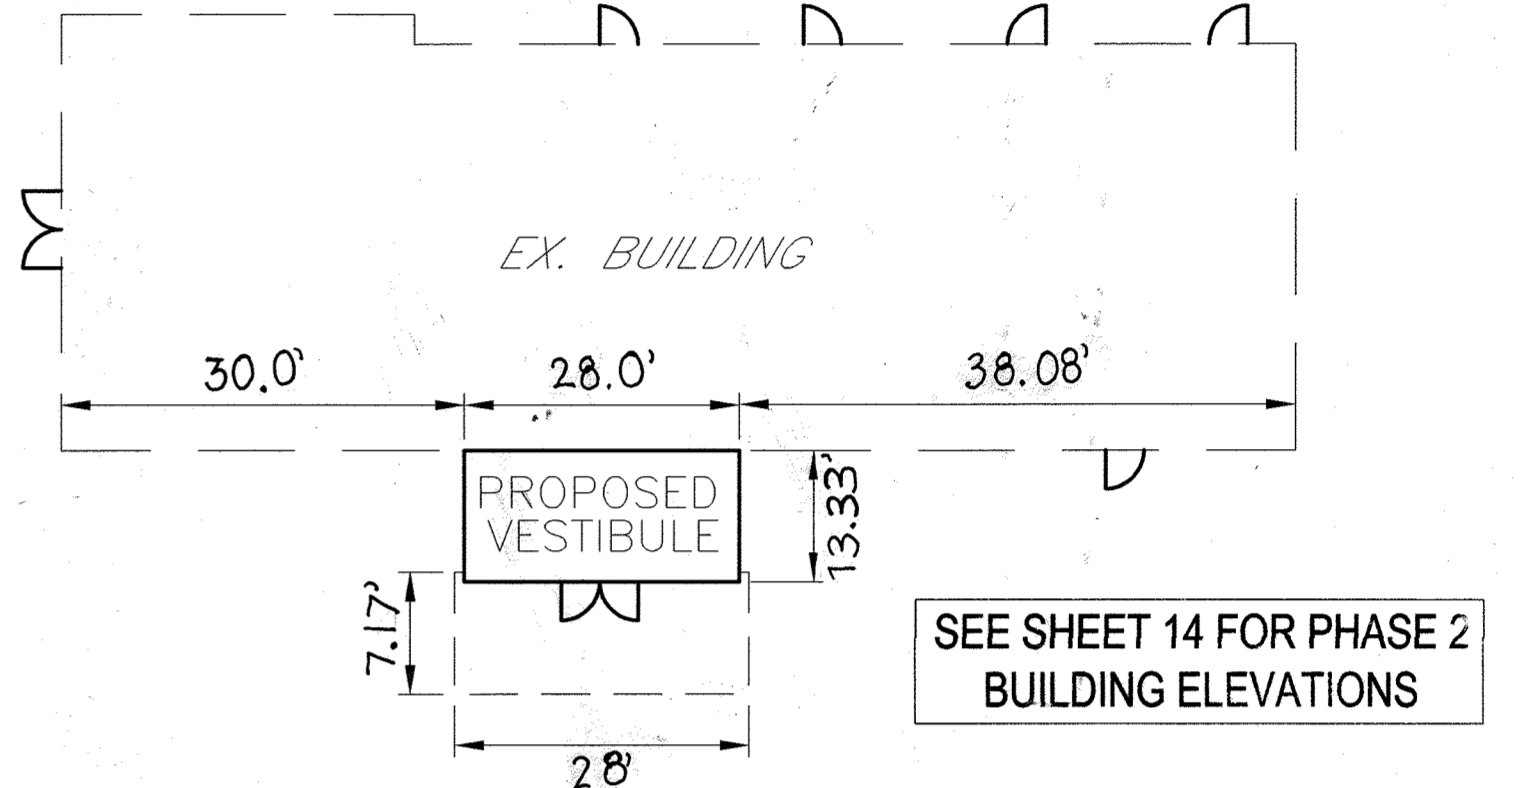 EX. BUILDING
30.0'
28.0'
38.08'
PROPOSED
VESTIBULE
13.33'
7.17'
28'
SEE SHEET 14 FOR PHASE 2
BUILDING ELEVATIONS